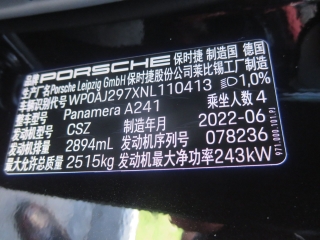 品牌 PORSCHE 保时捷 制造国 德国
生产厂名 Porsche Leipzig GmbH 保时捷股份公司莱比锡工厂制造
车辆识别代号 WP0AJ297XNL110413 1,0%
整车型号 Panamera A241 乘坐人数 4
发动机型号 CSZ 制造年月 2022-06
发动机排量 2894mL 发动机序列号 078236
最大允许总质量 2515kg 发动机最大净功率 243kW